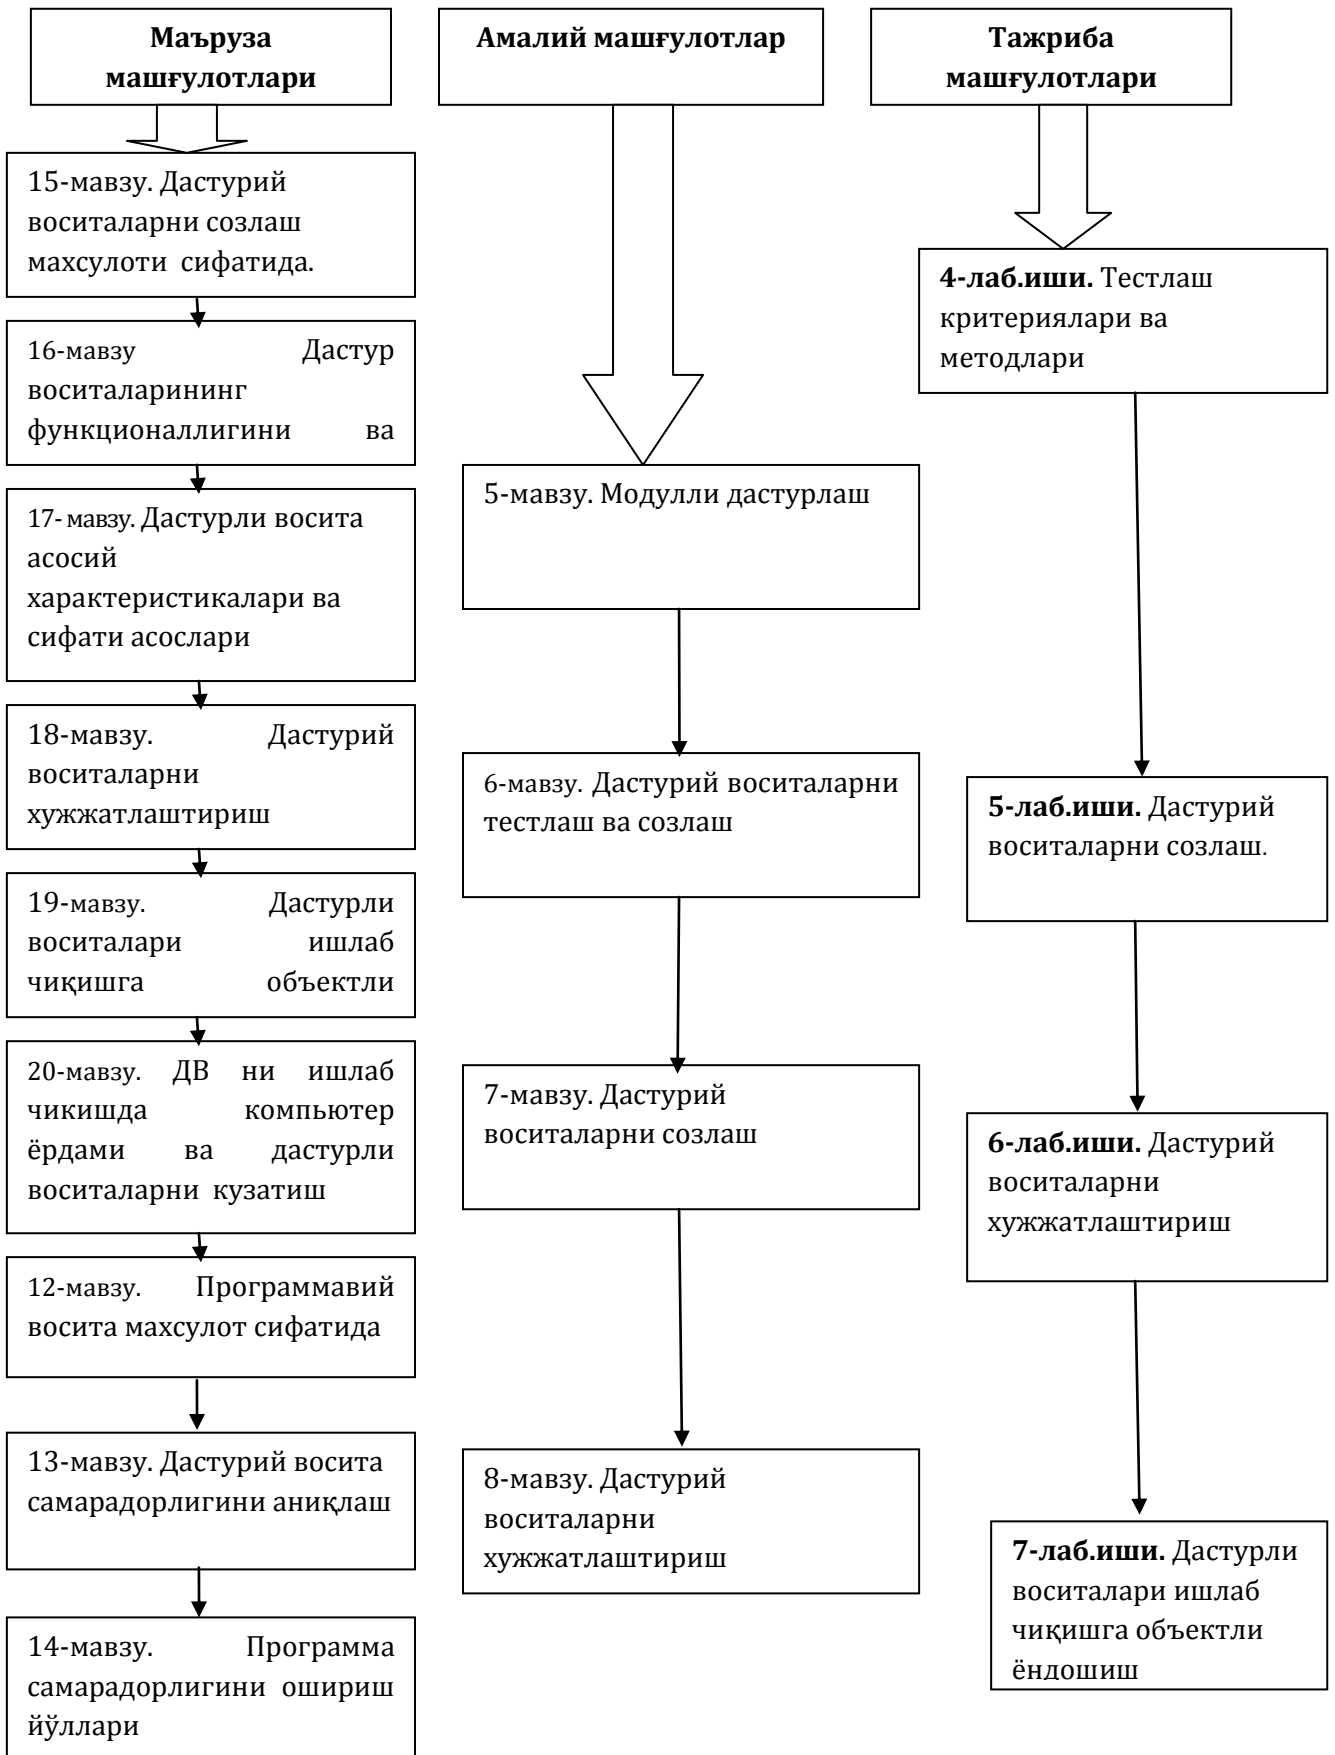 Маъруза
машғулотлари
15-мавзу. Дастурий
воситаларни созлаш
махсулоти сифатида.
16-мавзу Дастур
воситаларининг
функционаллигини ва
17- мавзу. Дастурли восита
асосий
характеристикалари ва
сифати асослари
18-мавзу. Дастурий
воситаларни
хужжатлаштириш
19-мавзу. Дастурли
воситалари ишлаб
чиқишга объектли
20-мавзу. ДВ ни ишлаб
чикишда компьютер
ёрдами ва дастурли
воситаларни кузатиш
12-мавзу. Программавий
восита махсулот сифатида
13-мавзу. Дастурий восита
самарадорлигини аниқлаш
14-мавзу. Программа
самарадорлигини ошириш
йўллари
Амалий машғулотлар
5-мавзу. Модулли дастурлаш
6-мавзу. Дастурий воситаларни
тестлаш ва созлаш
7-мавзу. Дастурий
воситаларни созлаш
8-мавзу. Дастурий
воситаларни
хужжатлаштириш
Тажриба
машғулотлари
4-лаб.иши. Тестлаш
критериялари ва
методлари
5-лаб.иши. Дастурий
воситаларни созлаш.
6-лаб.иши. Дастурий
воситаларни
хужжатлаштириш
7-лаб.иши. Дастурли
воситалари ишлаб
чиқишга объектли
ёндошиш